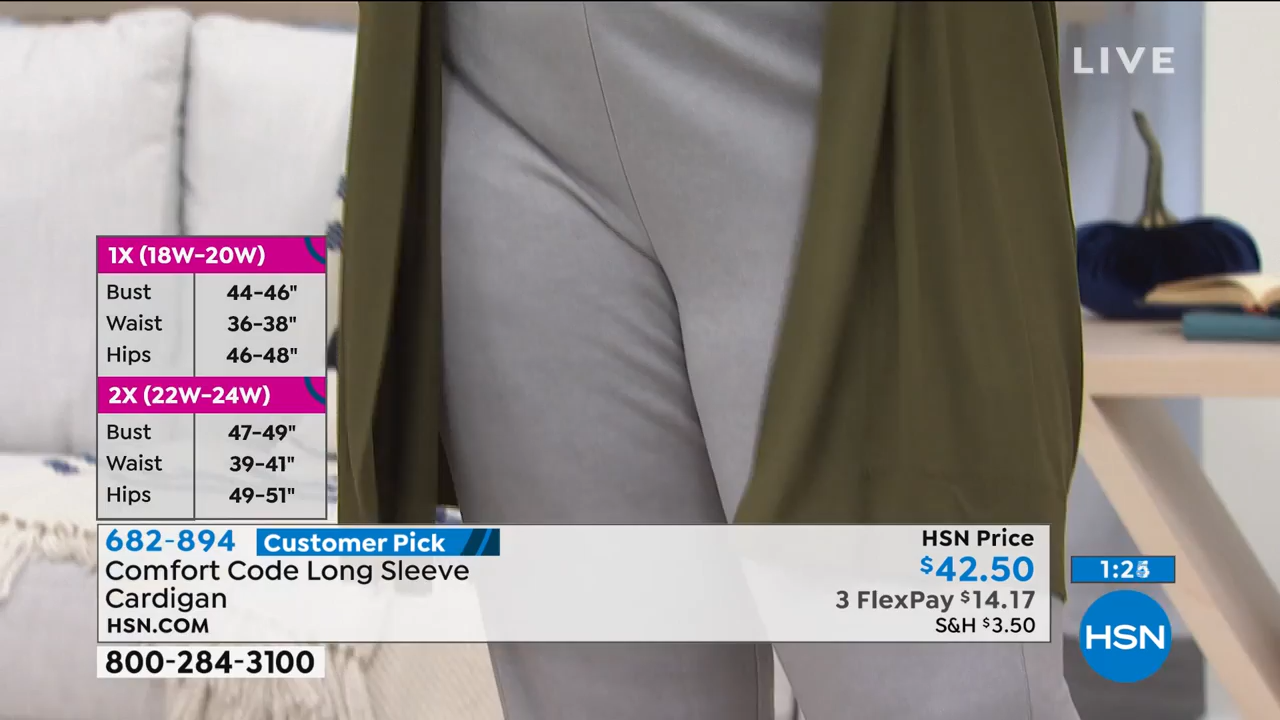 LIVE
1X (18W-20W)
Bust 44-46"
Waist 36-38"
Hips 46-48"
2X (22W-24W)
Bust 47-49"
Waist 39-41"
Hips 49-51"
682-894 Customer Pick
Comfort Code Long Sleeve
Cardigan
HSN.COM
800-284-3100
HSN Price
$42.50
3 FlexPay $14.17
S&H $3.50
HSN